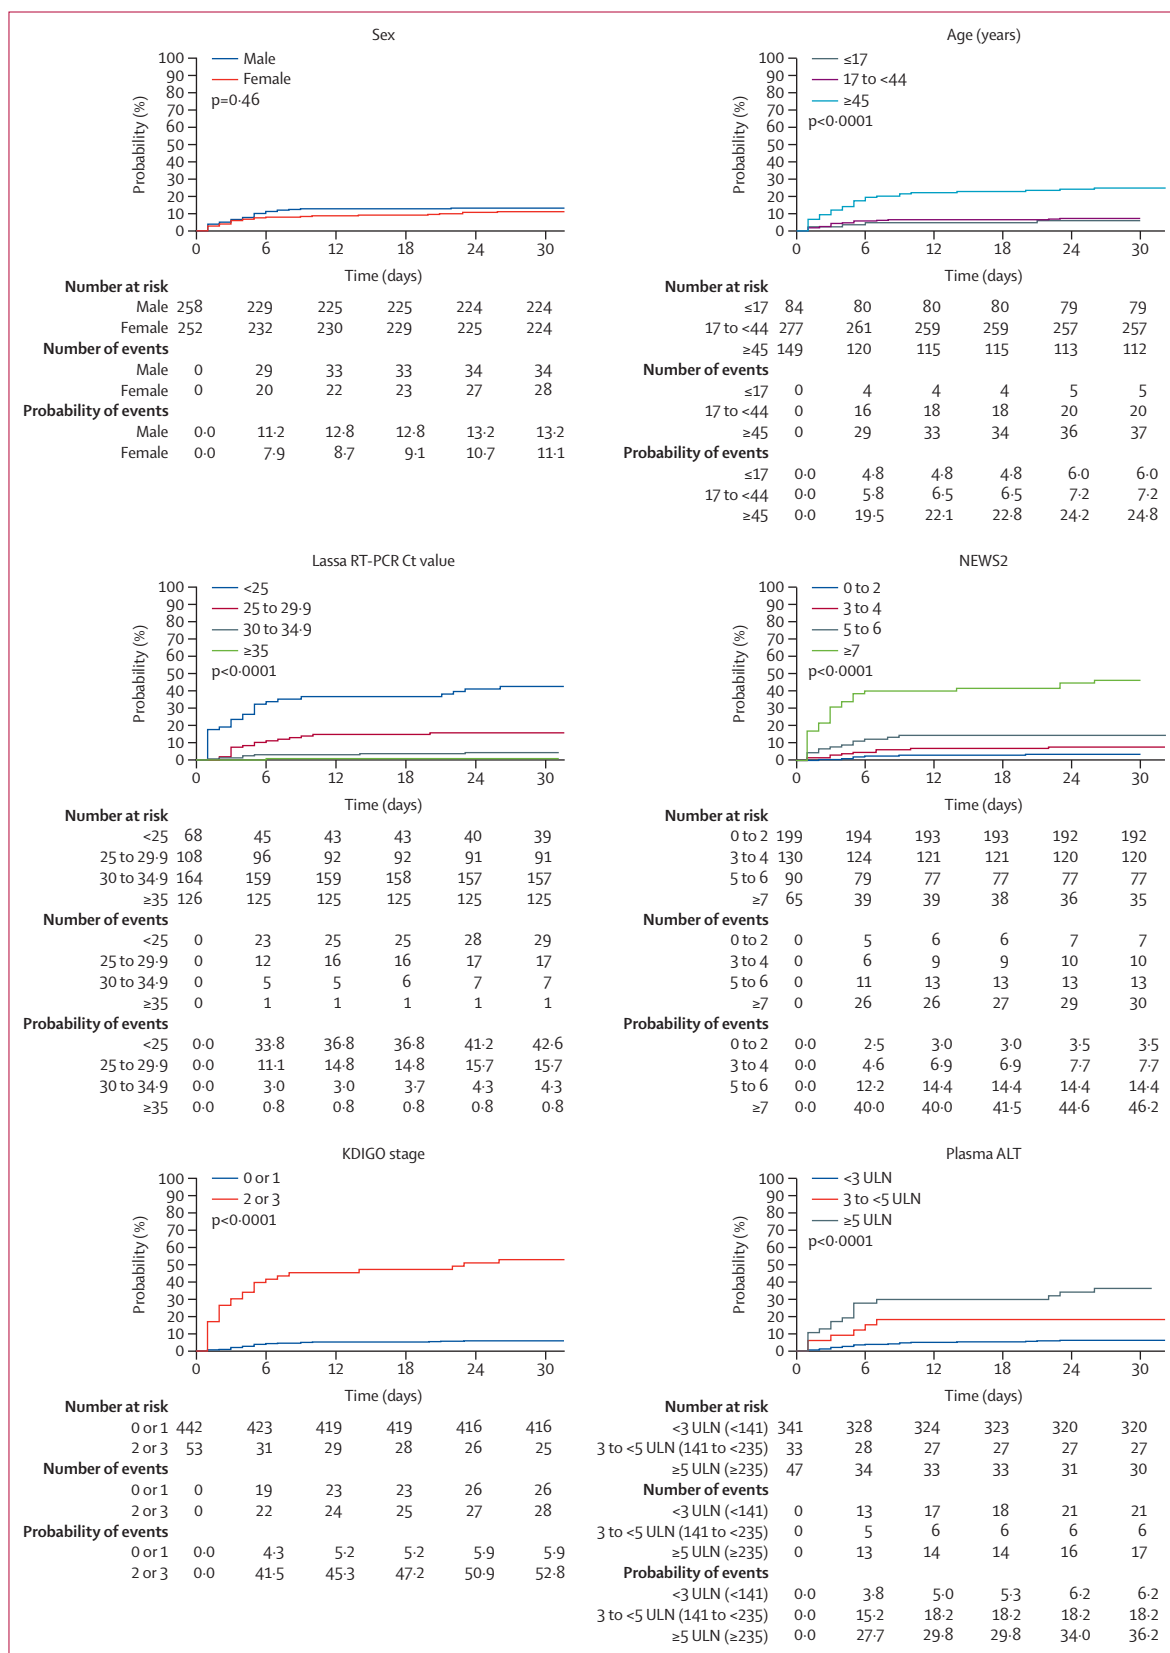 Sex
100
90
80
70
60
50
40
30
20
10
0
Probability (%)
Male
Female
p=0·46
0 6 12 18 24 30
Time (days)
Number at risk
Male 258 229 225 225 224 224
Female 252 232 230 229 225 224
Number of events
Male 0 29 33 33 34 34
Female 0 20 22 23 27 28
Probability of events
Male 0·0 11·2 12·8 12·8 13·2 13·2
Female 0·0 7·9 8·7 9·1 10·7 11·1
Age (years)
100
90
80
70
60
50
40
30
20
10
0
Probability (%)
≤17
17 to <44
≥45
p<0·0001
0 6 12 18 24 30
Time (days)
Number at risk
≤17 84 80 80 80 79 79
17 to <44 277 261 259 259 257 257
≥45 149 120 115 115 113 112
Number of events
≤17 0 4 4 4 5 5
17 to <44 0 16 18 18 20 20
≥45 0 29 33 34 36 37
Probability of events
≤17 0·0 4·8 4·8 4·8 6·0 6·0
17 to <44 0·0 5·8 6·5 6·5 7·2 7·2
≥45 0·0 19·5 22·1 22·8 24·2 24·8
Lassa RT-PCR Ct value
100
90
80
70
60
50
40
30
20
10
0
Probability (%)
<25
25 to 29·9
30 to 34·9
≥35
p<0·0001
0 6 12 18 24 30
Time (days)
Number at risk
<25 68 45 43 43 40 39
25 to 29·9 108 96 92 92 91 91
30 to 34·9 164 159 159 158 157 157
≥35 126 125 125 125 125 125
Number of events
<25 0 23 25 25 28 29
25 to 29·9 0 12 16 16 17 17
30 to 34·9 0 5 5 6 7 7
≥35 0 1 1 1 1 1
Probability of events
<25 0·0 33·8 36·8 36·8 41·2 42·6
25 to 29·9 0·0 11·1 14·8 14·8 15·7 15·7
30 to 34·9 0·0 3·0 3·0 3·7 4·3 4·3
≥35 0·0 0·8 0·8 0·8 0·8 0·8
NEWS2
100
90
80
70
60
50
40
30
20
10
0
Probability (%)
0 to 2
3 to 4
5 to 6
≥7
p<0·0001
0 6 12 18 24 30
Time (days)
Number at risk
0 to 2 199 194 193 193 192 192
3 to 4 130 124 121 121 120 120
5 to 6 90 79 77 77 77 77
≥7 65 39 39 38 36 35
Number of events
0 to 2 0 5 6 6 7 7
3 to 4 0 6 9 9 10 10
5 to 6 0 11 13 13 13 13
≥7 0 26 26 27 29 30
Probability of events
0 to 2 0·0 2·5 3·0 3·0 3·5 3·5
3 to 4 0·0 4·6 6·9 6·9 7·7 7·7
5 to 6 0·0 12·2 14·4 14·4 14·4 14·4
≥7 0·0 40·0 40·0 41·5 44·6 46·2
KDIGO stage
100
90
80
70
60
50
40
30
20
10
0
Probability (%)
0 or 1
2 or 3
p<0·0001
0 6 12 18 24 30
Time (days)
Number at risk
0 or 1 442 423 419 419 416 416
2 or 3 53 31 29 28 26 25
Number of events
0 or 1 0 19 23 23 26 26
2 or 3 0 22 24 25 27 28
Probability of events
0 or 1 0·0 4·3 5·2 5·2 5·9 5·9
2 or 3 0·0 41·5 45·3 47·2 50·9 52·8
Plasma ALT
100
90
80
70
60
50
40
30
20
10
0
Probability (%)
<3 ULN
3 to <5 ULN
≥5 ULN
p<0·0001
0 6 12 18 24 30
Time (days)
Number at risk
<3 ULN (<141) 341 328 324 323 320 320
3 to <5 ULN (141 to <235) 33 28 27 27 27 27
≥5 ULN (≥235) 47 34 33 33 31 30
Number of events
<3 ULN (<141) 0 13 17 18 21 21
3 to <5 ULN (141 to <235) 0 5 6 6 6 6
≥5 ULN (≥235) 0 13 14 14 16 17
Probability of events
<3 ULN (<141) 0·0 3·8 5·0 5·3 6·2 6·2
3 to <5 ULN (141 to <235) 0·0 15·2 18·2 18·2 18·2 18·2
≥5 ULN (≥235) 0·0 27·7 29·8 29·8 34·0 36·2